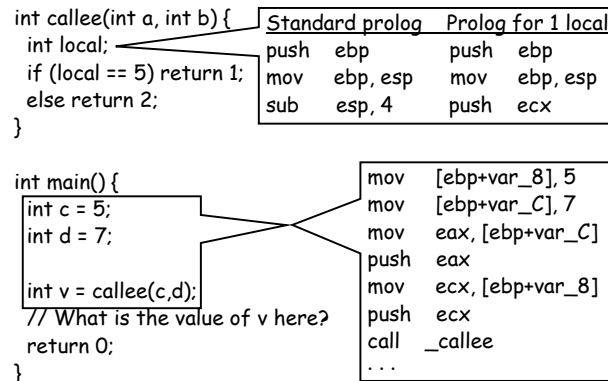 int callee(int a, int b) {
int local;
if (local == 5) return 1;
else return 2;
}
Standard prolog Prolog for 1 local
push ebp push ebp
mov ebp, esp mov ebp, esp
sub esp, 4 push ecx
int main() {
int c = 5;
int d = 7;
int v = callee(c,d);
// What is the value of v here?
return 0;
}
mov [ebp+var_8], 5
mov [ebp+var_C], 7
mov eax, [ebp+var_C]
push eax
mov ecx, [ebp+var_8]
push ecx
call _callee
. . .